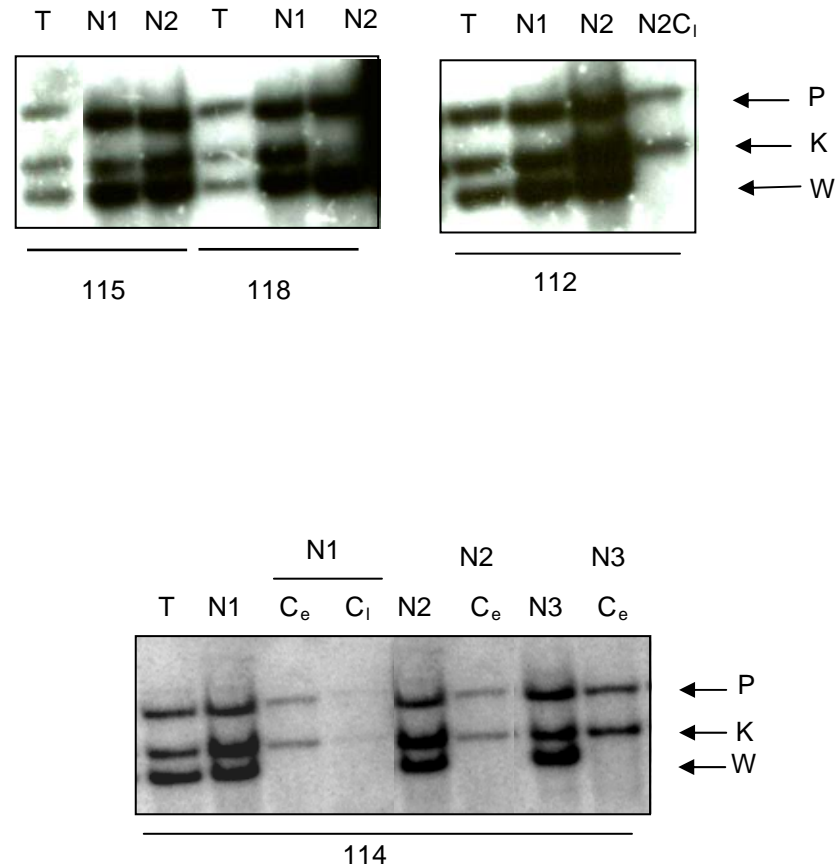 T N1 N2 T N1 N2
T N1 N2 N2Cl
P
K
W
115 118
112
N1 N2 N3
T N1 Ce Cl N2 Ce N3 Ce
P
K
W
114